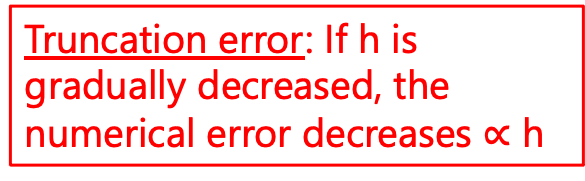 Truncation error: If h is
gradually decreased, the
numerical error decreases ∝ h